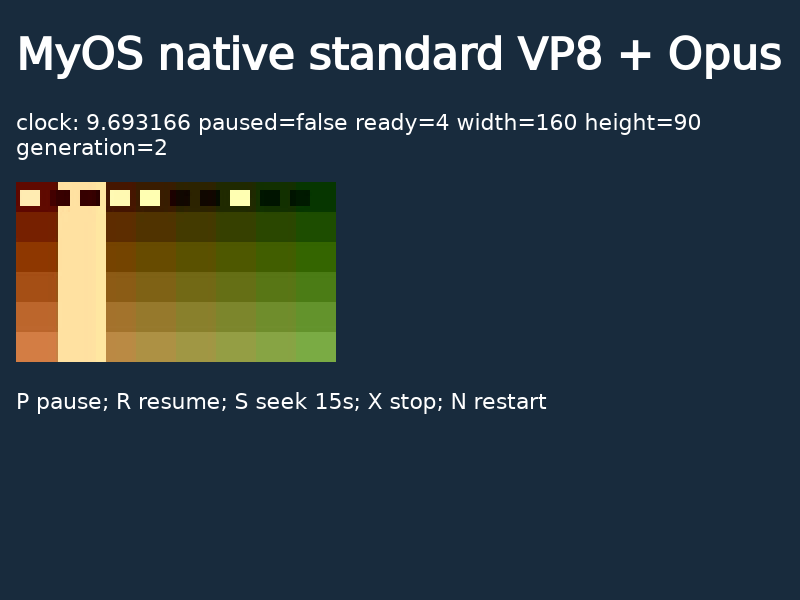 MyOS native standard VP8 + Opus
clock: 9.693166 paused=false ready=4 width=160 height=90
generation=2
P pause; R resume; S seek 15s; X stop; N restart